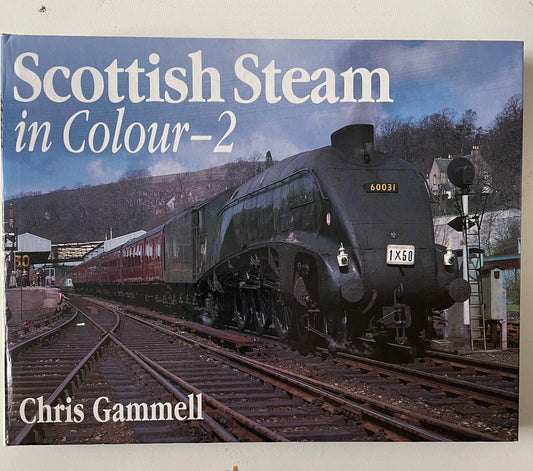 Scottish Steam
in Colour–2
60031
1X50
50
Chris Gammell